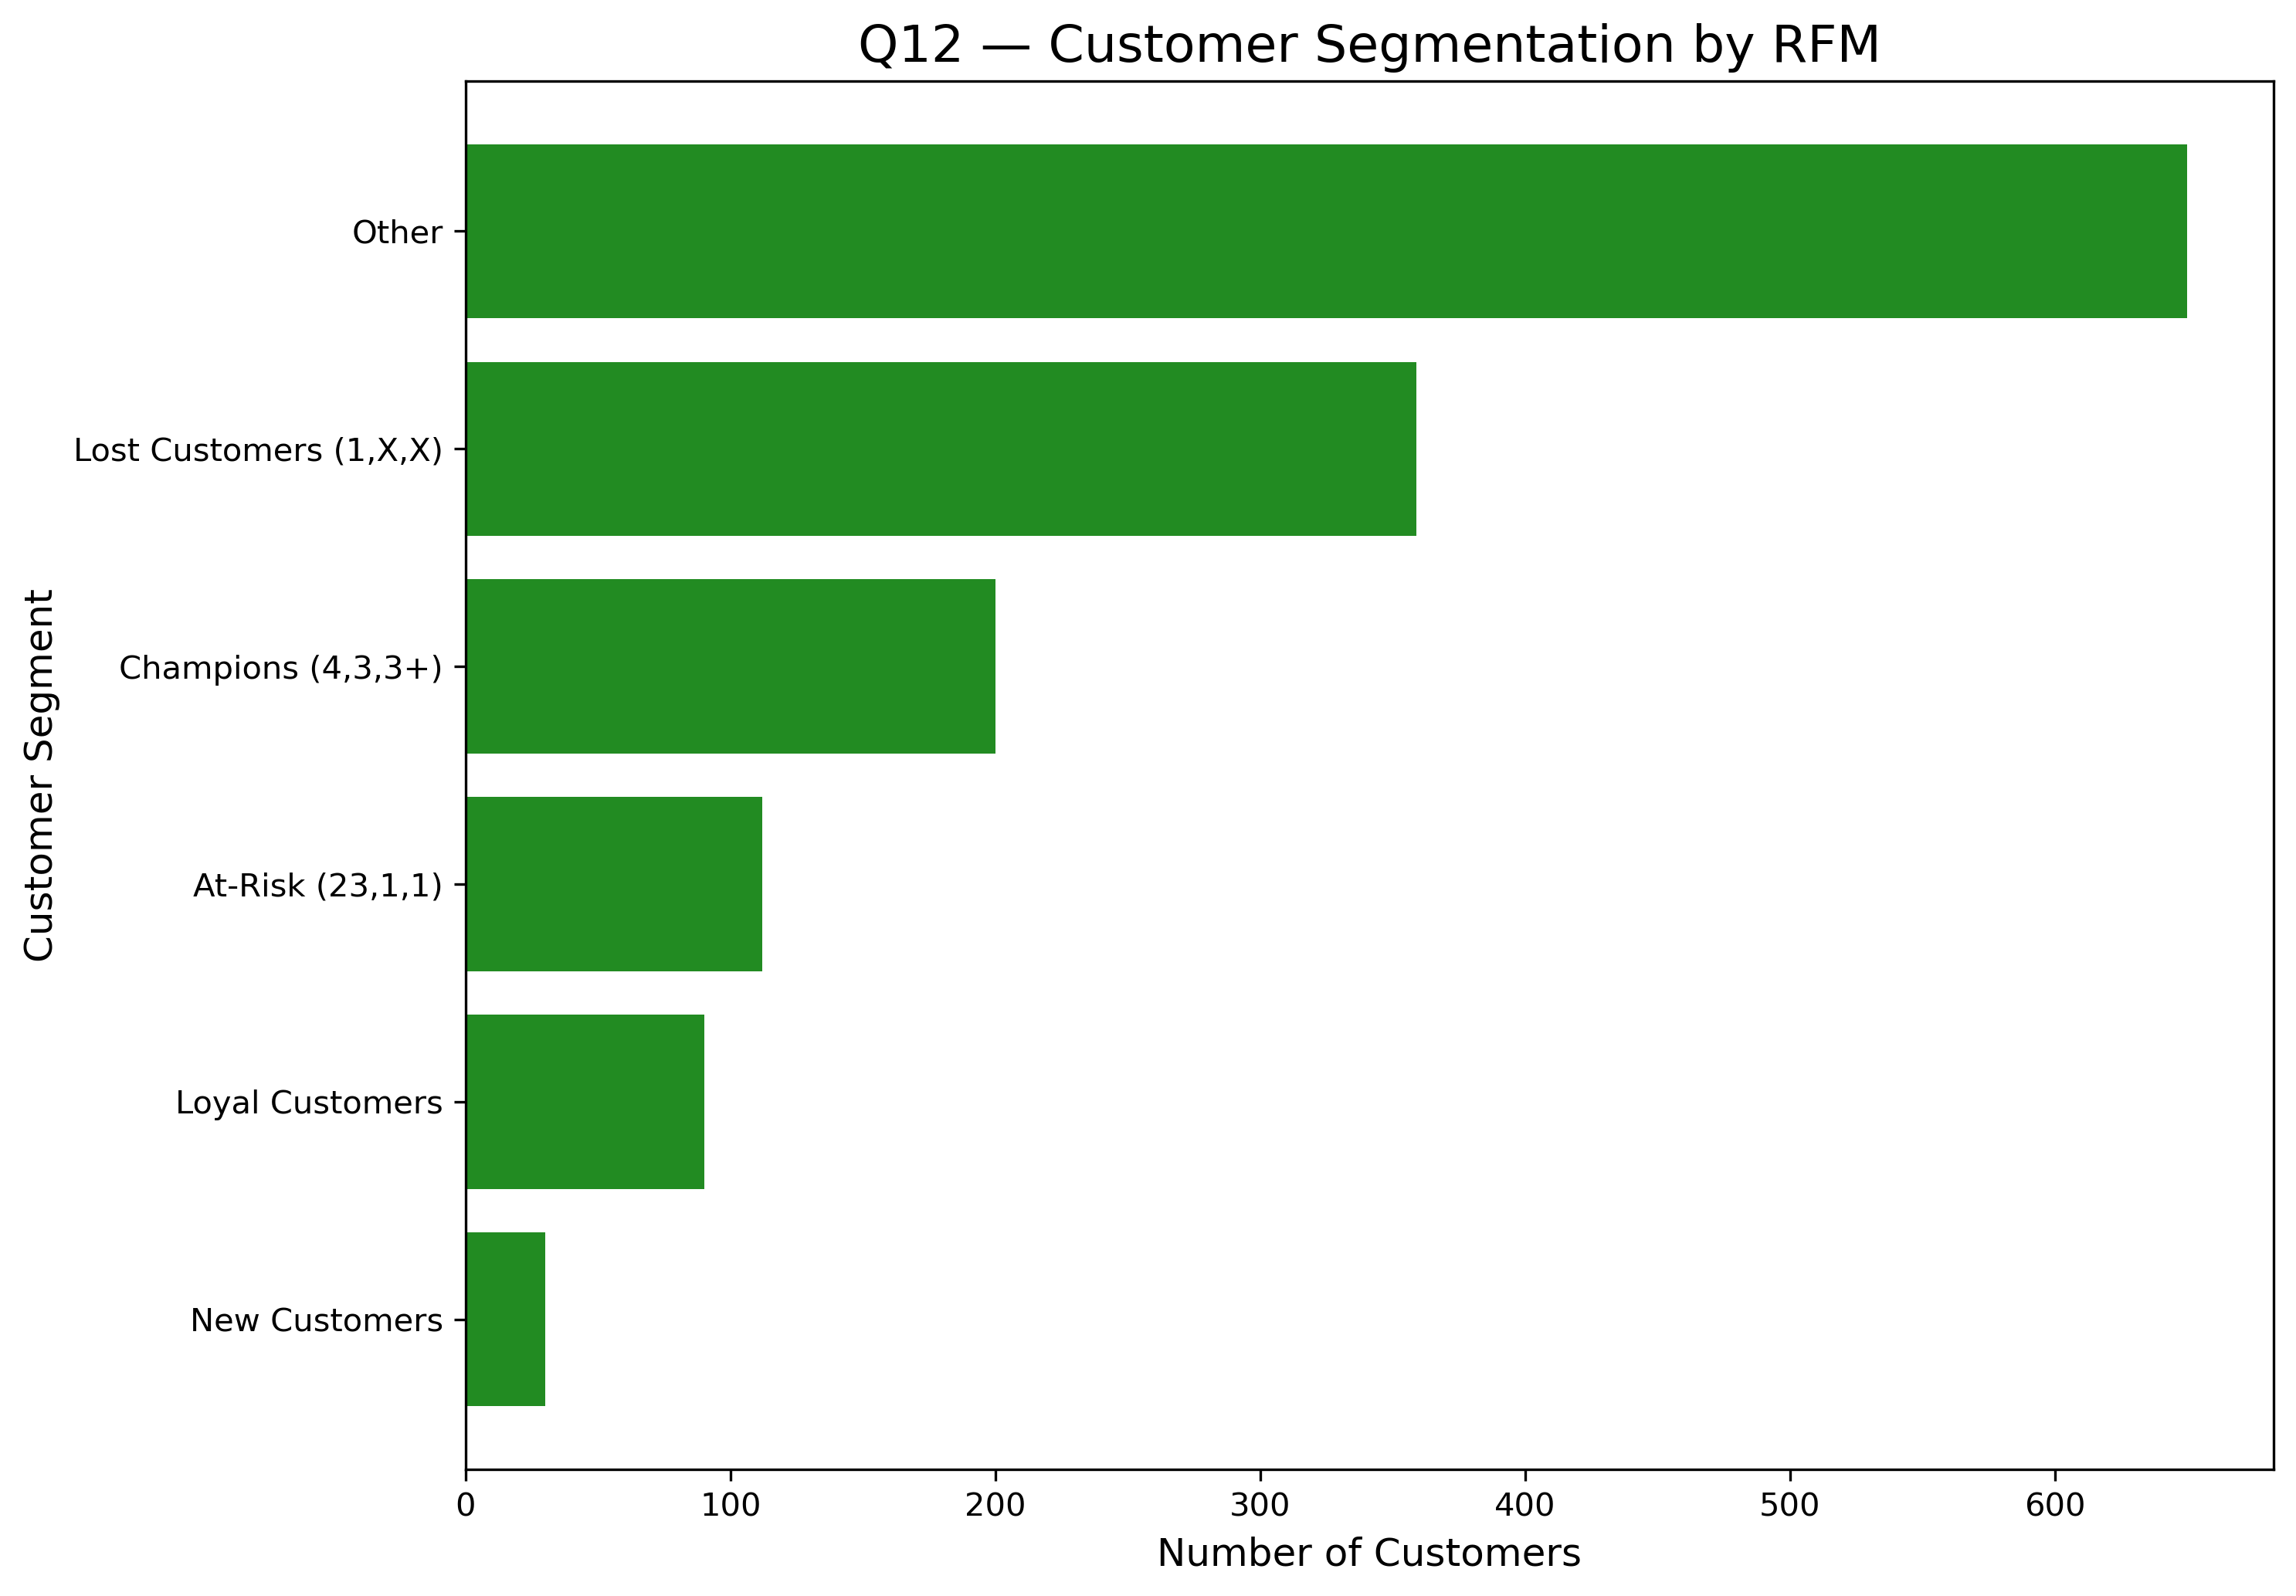 Q12 — Customer Segmentation by RFM
Customer Segment
Other
Lost Customers (1,X,X)
Champions (4,3,3+)
At-Risk (23,1,1)
Loyal Customers
New Customers
0 100 200 300 400 500 600
Number of Customers